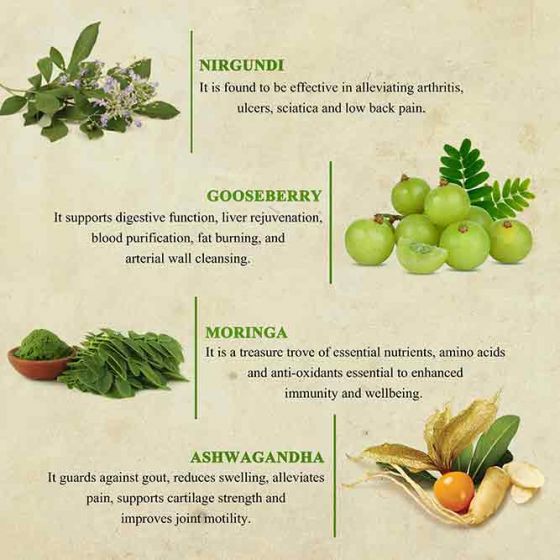 NIRGUNDI
It is found to be effective in alleviating arthritis,
ulcers, sciatica and low back pain.
GOOSEBERRY
It supports digestive function, liver rejuvenation,
blood purification, fat burning, and
arterial wall cleansing.
MORINGA
It is a treasure trove of essential nutrients, amino acids
and anti-oxidants essential to enhanced
immunity and wellbeing.
ASHWAGANDHA
It guards against gout, reduces swelling, alleviates
pain, supports cartilage strength and
improves joint motility.